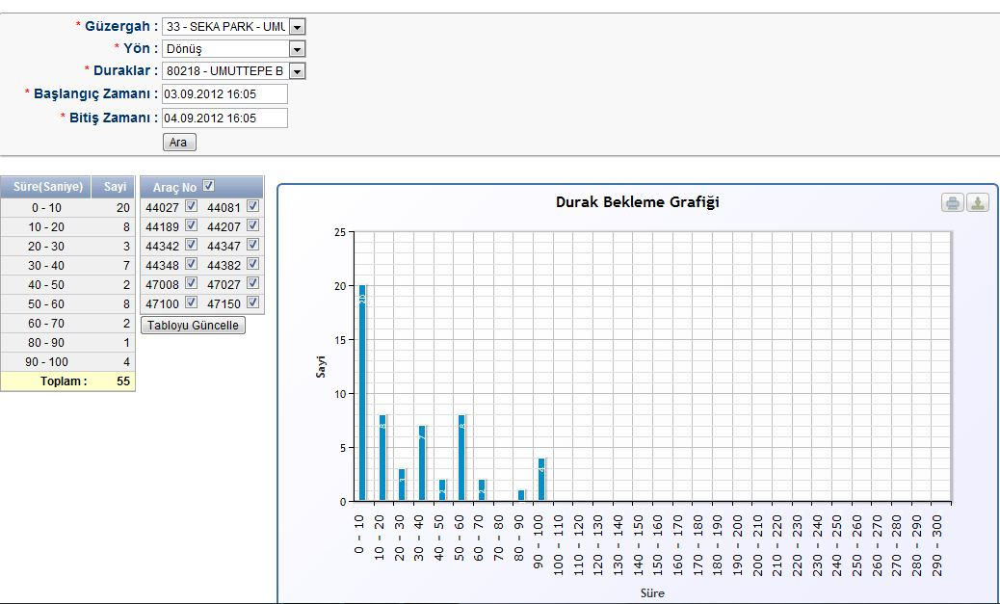 * Güzergah : 33 - SEKA PARK - UMU
* Yön : Dönüş
* Duraklar : 80218 - UMUTTEPE B
* Başlangıç Zamanı : 03.09.2012 16:05
* Bitiş Zamanı : 04.09.2012 16:05
Ara
Süre(Saniye) Sayi
0 - 10 20
10 - 20 8
20 - 30 3
30 - 40 7
40 - 50 2
50 - 60 8
60 - 70 2
80 - 90 1
90 - 100 4
Toplam : 55
Araç No
44027 44081
44189 44207
44342 44347
44348 44382
47008 47027
47100 47150
Tabloyu Güncelle
Durak Bekleme Grafiği
25
20
15
10
5
0
Sayi
20
8
3
7
2
8
2
4
0 - 10
10 - 20
20 - 30
30 - 40
40 - 50
50 - 60
60 - 70
70 - 80
80 - 90
90 - 100
100 - 110
110 - 120
120 - 130
130 - 140
140 - 150
150 - 160
160 - 170
170 - 180
180 - 190
190 - 200
200 - 210
210 - 220
220 - 230
230 - 240
240 - 250
250 - 260
260 - 270
270 - 280
280 - 290
290 - 300
Süre